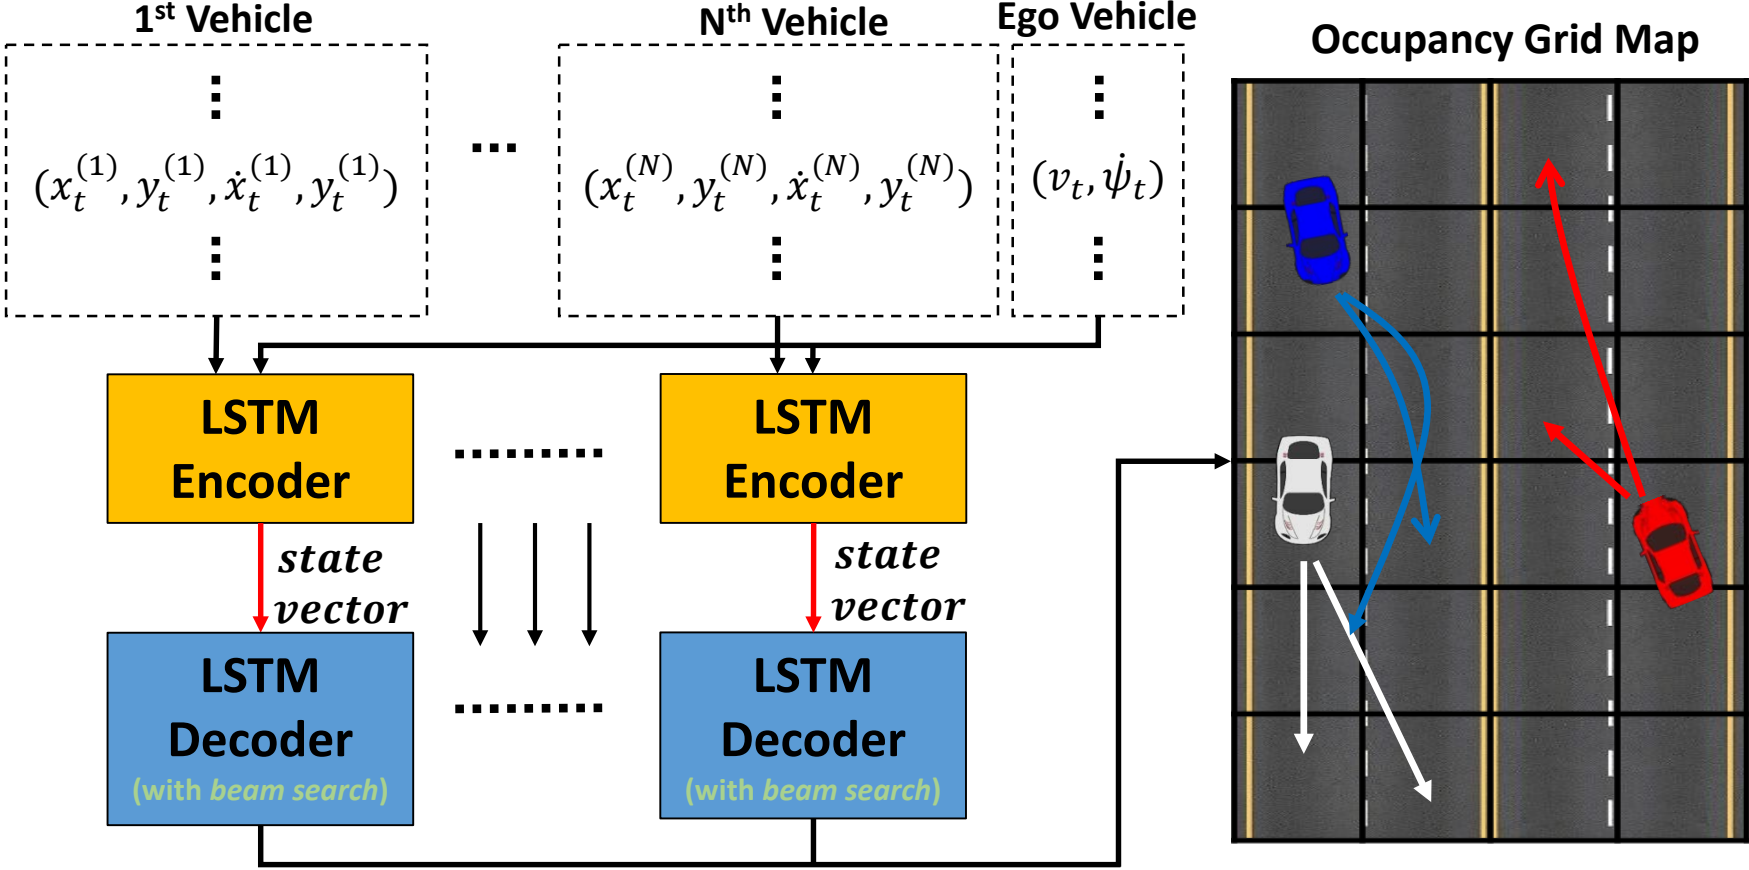 1st Vehicle
Nth Vehicle
Ego Vehicle
Occupancy Grid Map
(x_t^(1), y_t^(1), ẋ_t^(1), y_t^(1))
...
(x_t^(N), y_t^(N), ẋ_t^(N), y_t^(N))
(v_t, ψ̇_t)
LSTM
Encoder
LSTM
Encoder
state
vector
state
vector
LSTM
Decoder
(with beam search)
LSTM
Decoder
(with beam search)